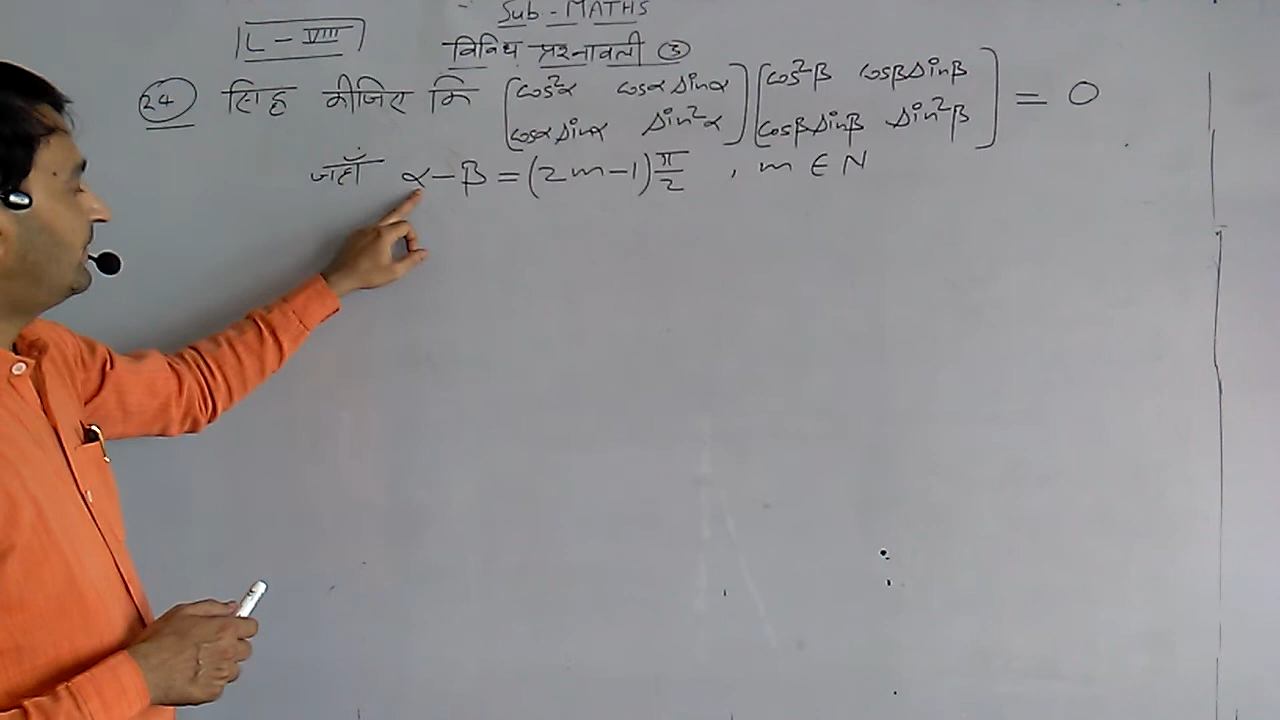 Sub - MATHS
L - VIII
विविध प्रश्नावली ③
24 सिद्ध कीजिए कि [cos²α cosα sinα] [cos²β cosβ sinβ] = 0
[cosα sinα sin²α] [cosβ sinβ sin²β]
जहाँ α - β = (2m - 1) π/2 , m ∈ N